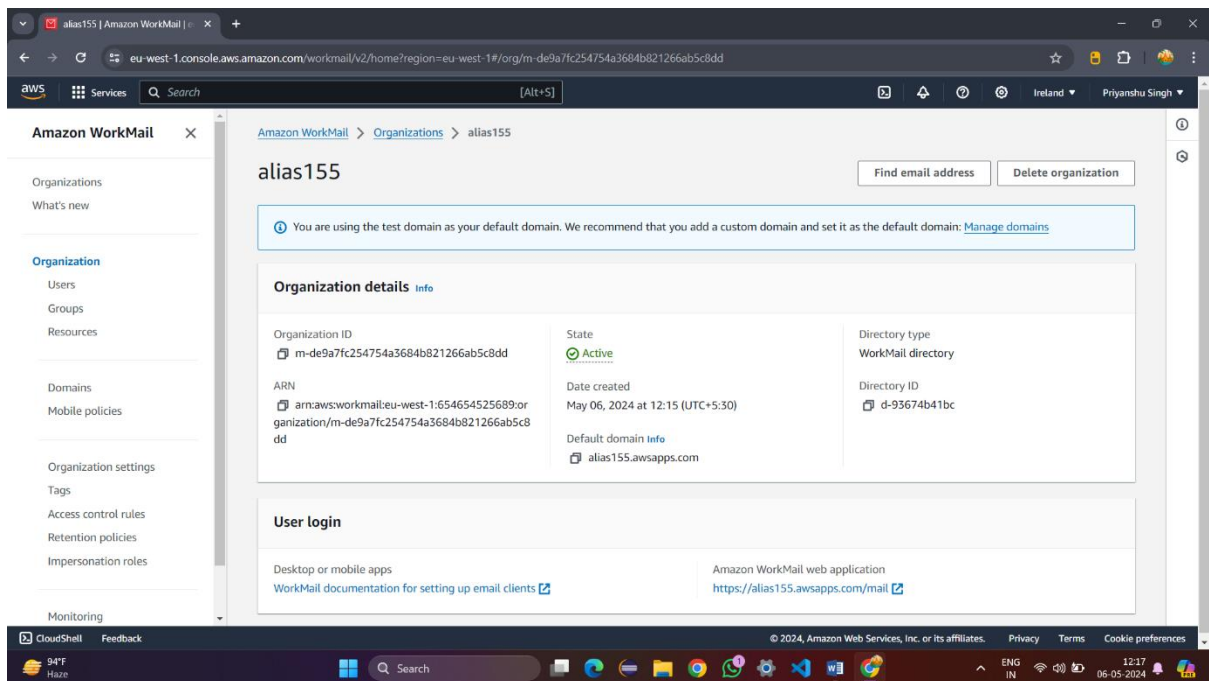 alias155 | Amazon WorkMail | e
eu-west-1.console.aws.amazon.com/workmail/v2/home?region=eu-west-1#/org/m-de9a7fc254754a3684b821266ab5c8dd
aws Services Search [Alt+S] Ireland Priyanshu Singh
Amazon WorkMail
Organizations
What's new
Organization
Users
Groups
Resources
Domains
Mobile policies
Organization settings
Tags
Access control rules
Retention policies
Impersonation roles
Monitoring
Amazon WorkMail > Organizations > alias155
alias155
Find email address Delete organization
You are using the test domain as your default domain. We recommend that you add a custom domain and set it as the default domain: Manage domains
Organization details Info
Organization ID
m-de9a7fc254754a3684b821266ab5c8dd
ARN
arn:aws:workmail:eu-west-1:654654525689:or
ganization/m-de9a7fc254754a3684b821266ab5c8
dd
State
Active
Date created
May 06, 2024 at 12:15 (UTC+5:30)
Default domain Info
alias155.awsapps.com
Directory type
WorkMail directory
Directory ID
d-93674b41bc
User login
Desktop or mobile apps
WorkMail documentation for setting up email clients
Amazon WorkMail web application
https://alias155.awsapps.com/mail
CloudShell Feedback © 2024, Amazon Web Services, Inc. or its affiliates. Privacy Terms Cookie preferences
94°F
Haze
Search
ENG
IN
12:17
06-05-2024